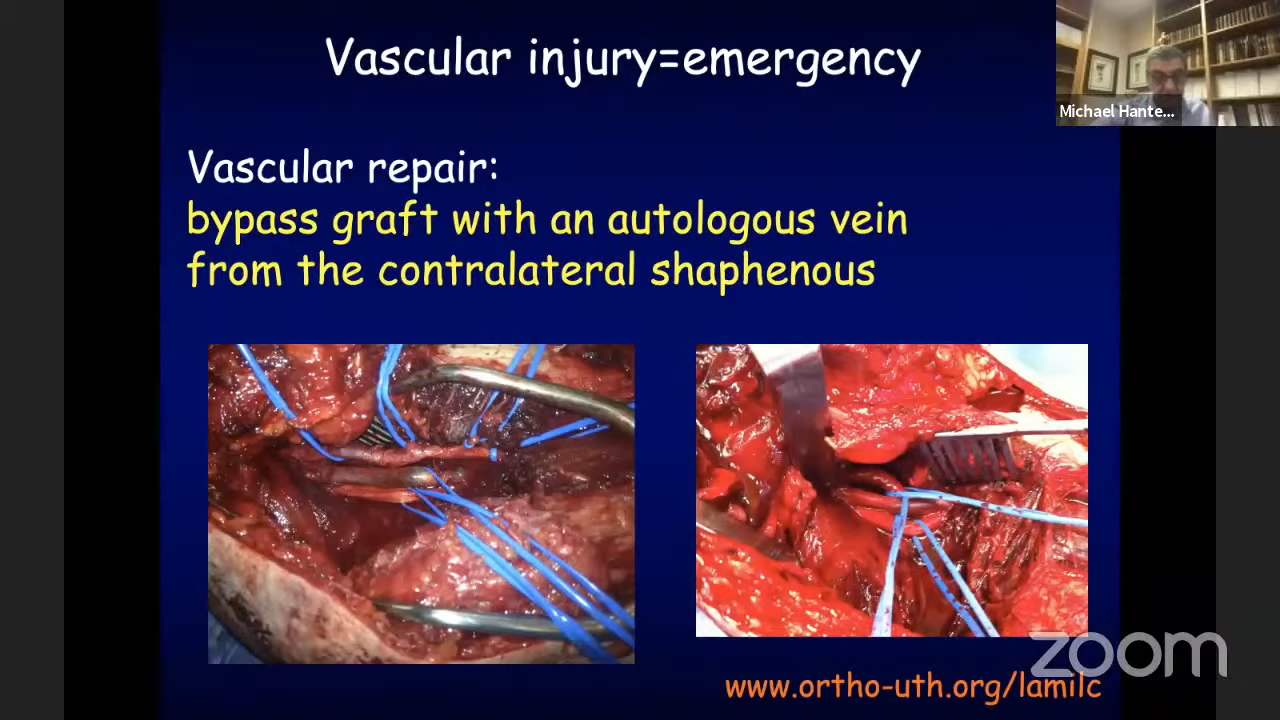 Vascular injury=emergency
Michael Hante...
Vascular repair:
bypass graft with an autologous vein
from the contralateral shaphenous
zoom
www.ortho-uth.org/lamilc